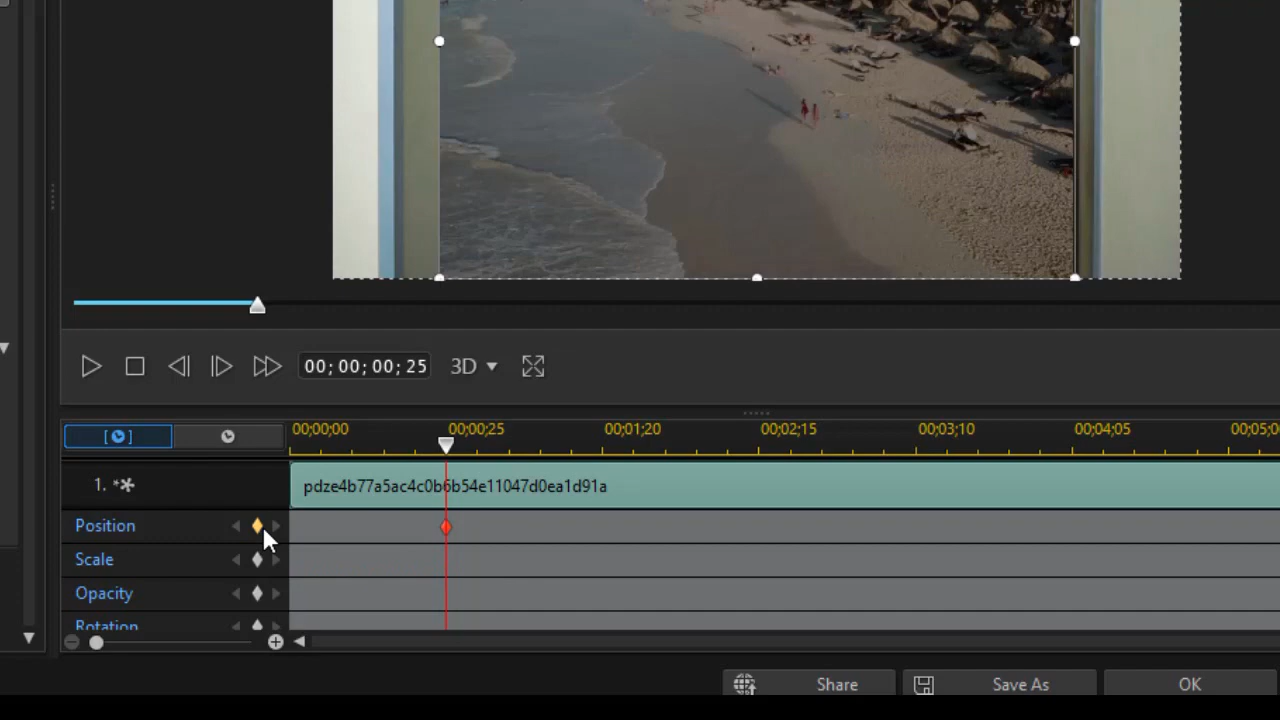 00;00;00;25 3D
00;00;00 00;00;25 00;01;20 00;02;15 00;03;10 00;04;05 00;05;0
1. *
pdze4b77a5ac4c0b6b54e11047d0ea1d91a
Position
Scale
Opacity
Rotation
Share Save As OK